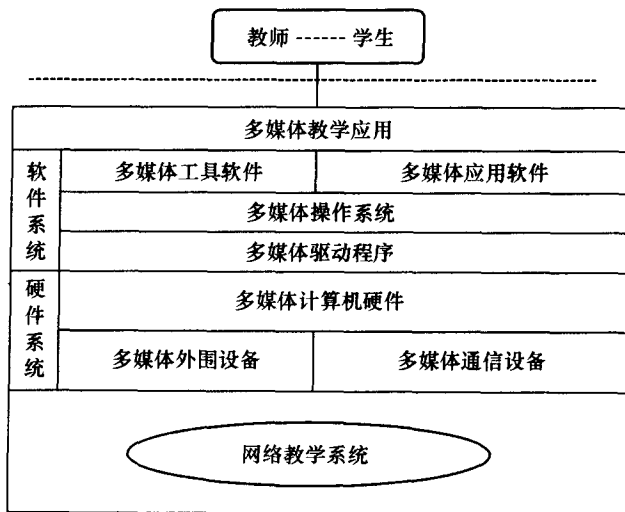 教师 ------ 学生
多媒体教学应用
软件系统
多媒体工具软件 多媒体应用软件
多媒体操作系统
多媒体驱动程序
硬件系统
多媒体计算机硬件
多媒体外围设备 多媒体通信设备
网络教学系统